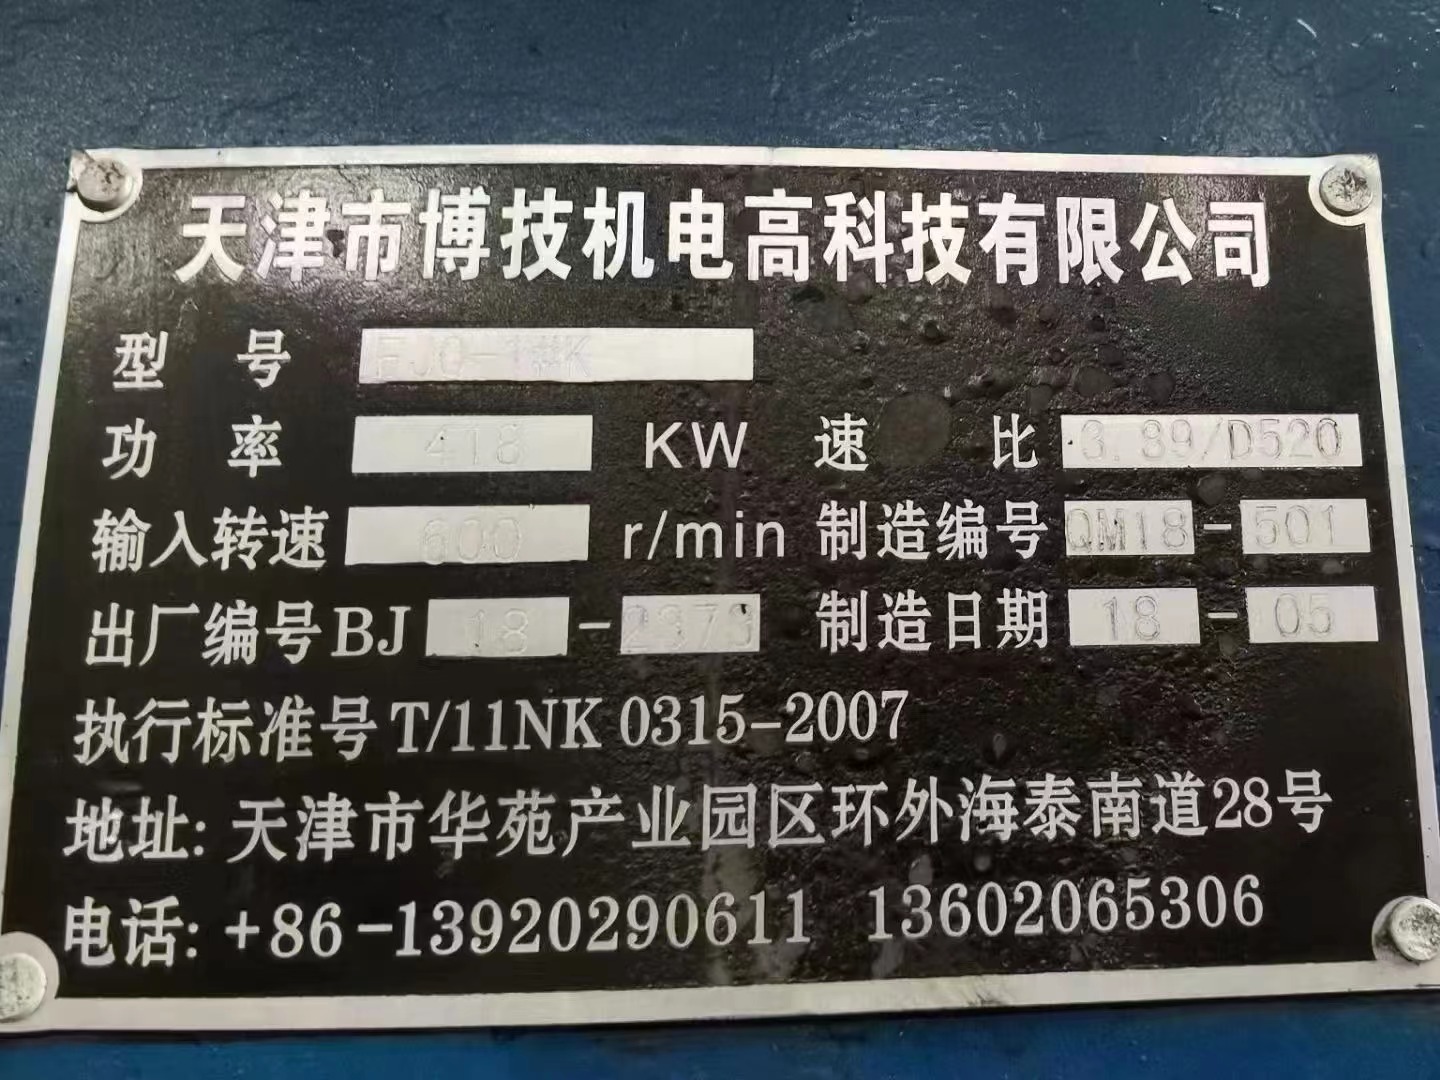 天津市博技机电高科技有限公司
型号 FJQ-1#K
功率 418 KW 速比 3.89/D520
输入转速 600 r/min 制造编号 QM18-501
出厂编号BJ 18-2373 制造日期 18-05
执行标准号T/11NK 0315-2007
地址: 天津市华苑产业园区环外海泰南道28号
电话: +86-13920290611 13602065306